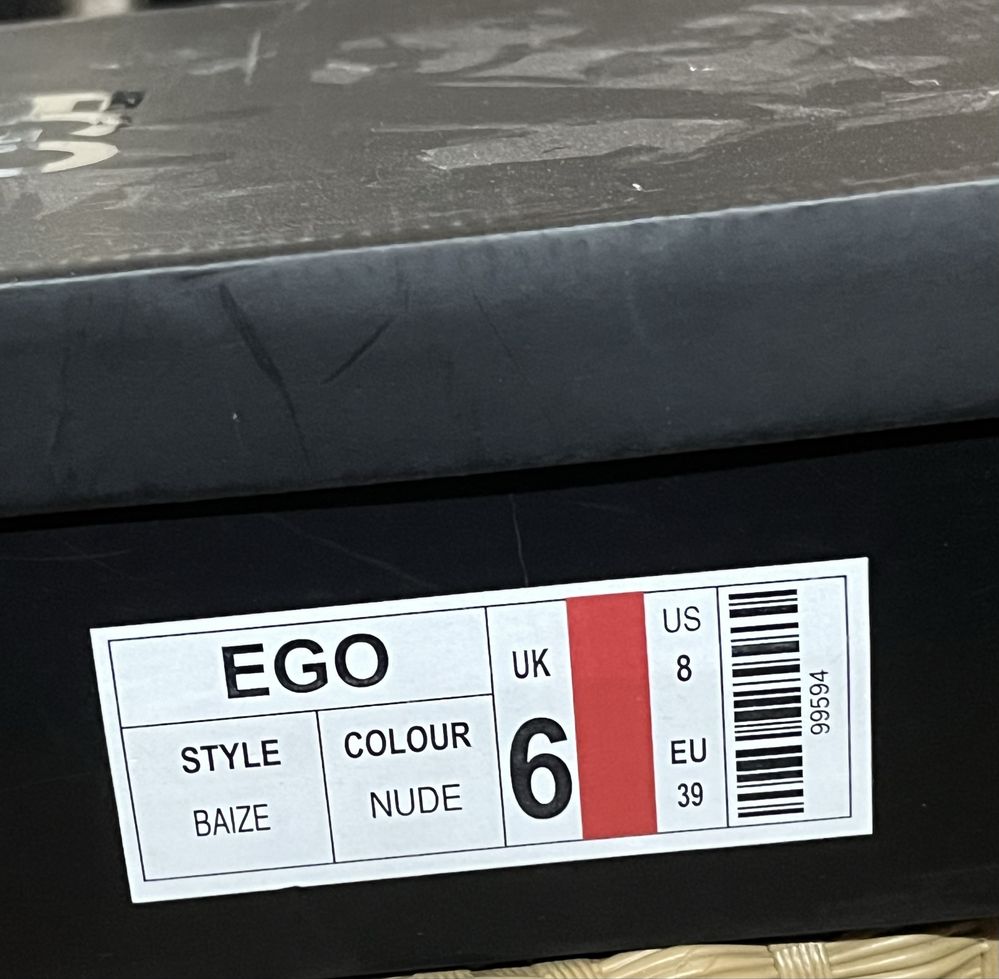 EGO
STYLE
BAIZE
COLOUR
NUDE
UK
6
US
8
EU
39
99594